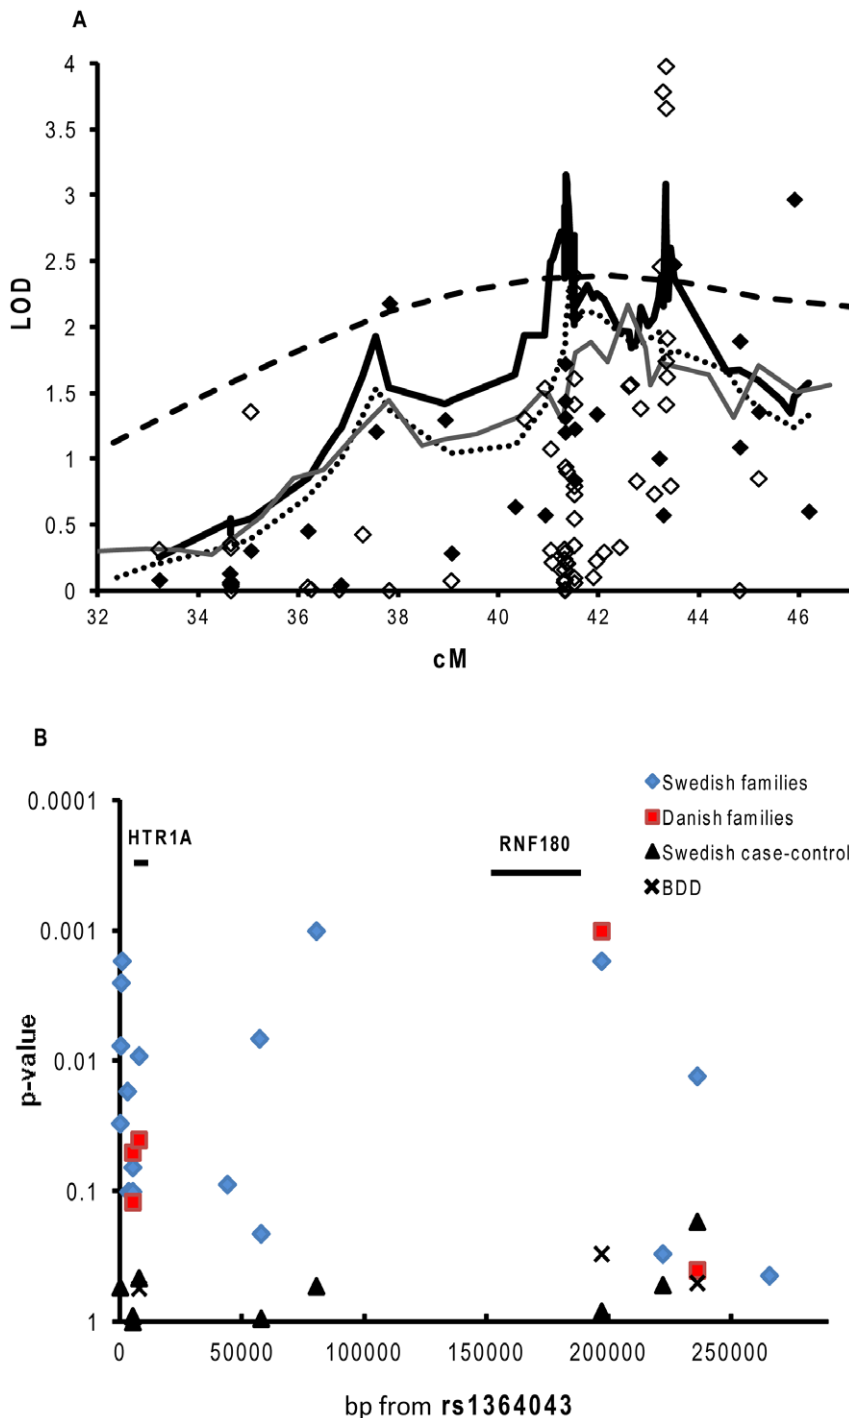 A
4
3.5
3
2.5
2
1.5
1
0.5
0
LOD
32 34 36 38 40 42 44 46
cM
B
Swedish families
Danish families
Swedish case-control
BDD
0.0001
0.001
0.01
0.1
1
HTR1A
RNF180
p-value
0 50000 100000 150000 200000 250000
bp from rs1364043